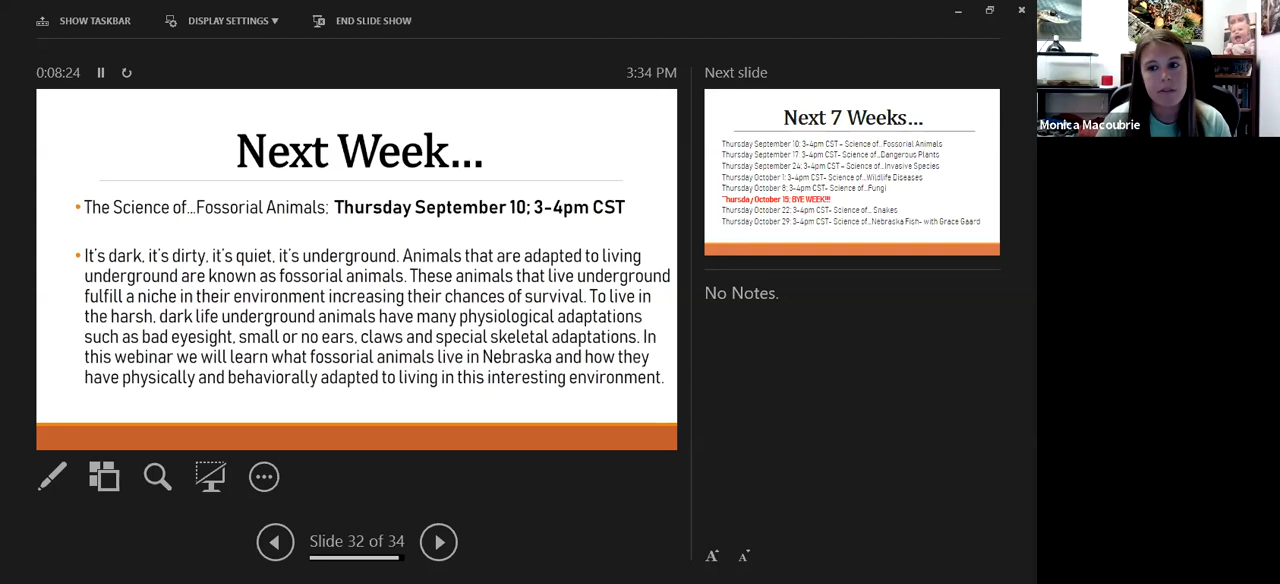 SHOW TASKBAR
DISPLAY SETTINGS ▼
END SLIDE SHOW
0:08:24
3:34 PM
Next slide
Next Week...
• The Science of...Fossorial Animals; Thursday September 10; 3-4pm CST
• It's dark, it's dirty, it's quiet, it's underground. Animals that are adapted to living
underground are known as fossorial animals. These animals that live underground
fulfill a niche in their environment increasing their chances of survival. To live in
the harsh, dark life underground animals have many physiological adaptations
such as bad eyesight, small or no ears, claws and special skeletal adaptations. In
this webinar we will learn what fossorial animals live in Nebraska and how they
have physically and behaviorally adapted to living in this interesting environment.
Slide 32 of 34
Next 7 Weeks...
Thursday September 10; 3-4pm CST – Science of...Fossorial Animals
Thursday September 17; 3-4pm CST- Science of...Dangerous Plants
Thursday September 24; 3-4pm CST – Science of...Invasive Species
Thursday October 1; 3-4pm CST- Science of...Wildlife Diseases
Thursday October 8; 3-4pm CST- Science of...Fungi
Thursday October 15; BYE WEEK!!!
Thursday October 22; 3-4pm CST- Science of... Snakes
Thursday October 29; 3-4pm CST- Science of...Nebraska Fish- with Grace Gaard
No Notes.
A A
Monica Macoubrie